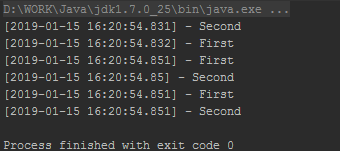 D:\WORK\Java\jdk1.7.0_25\bin\java.exe ...
[2019-01-15 16:20:54.831] - Second
[2019-01-15 16:20:54.832] - First
[2019-01-15 16:20:54.851] - First
[2019-01-15 16:20:54.85] - Second
[2019-01-15 16:20:54.851] - First
[2019-01-15 16:20:54.851] - Second
Process finished with exit code 0